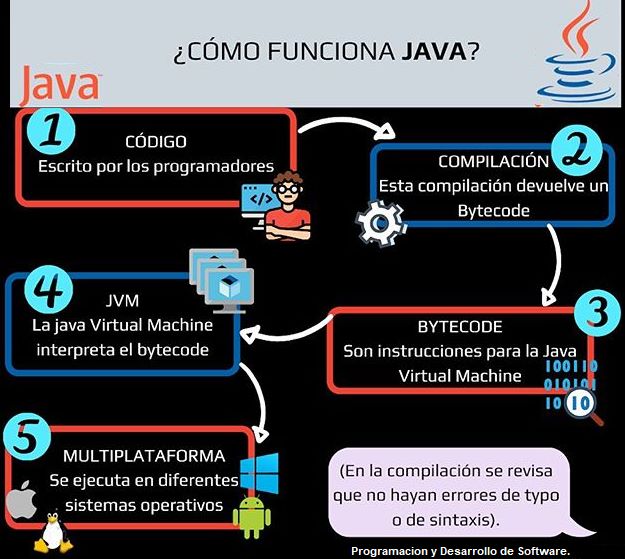 ¿CÓMO FUNCIONA JAVA?
Java
1
CÓDIGO
Escrito por los programadores
</>
2
COMPILACIÓN
Esta compilación devuelve un
Bytecode
3
BYTECODE
Son instrucciones para la Java
Virtual Machine
100110
010101
10 10
4
JVM
La java Virtual Machine
interpreta el bytecode
5
MULTIPLATAFORMA
Se ejecuta en diferentes
sistemas operativos
(En la compilación se revisa
que no hayan errores de typo
o de sintaxis).
Programacion y Desarrollo de Software.